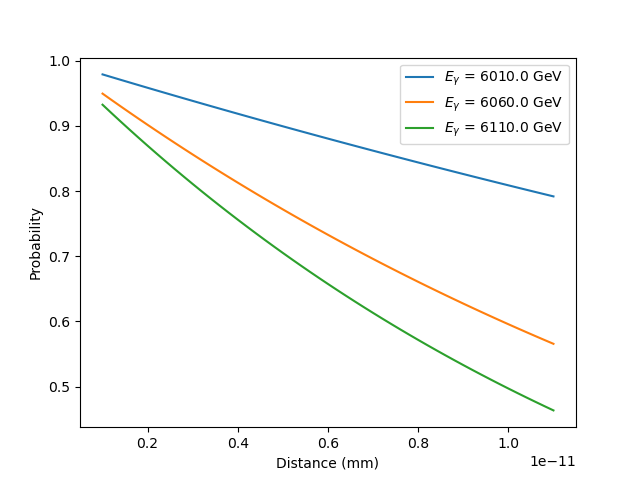 1.0
0.9
0.8
0.7
0.6
0.5
Probability
E_γ = 6010.0 GeV
E_γ = 6060.0 GeV
E_γ = 6110.0 GeV
0.2 0.4 0.6 0.8 1.0
Distance (mm)
1e−11